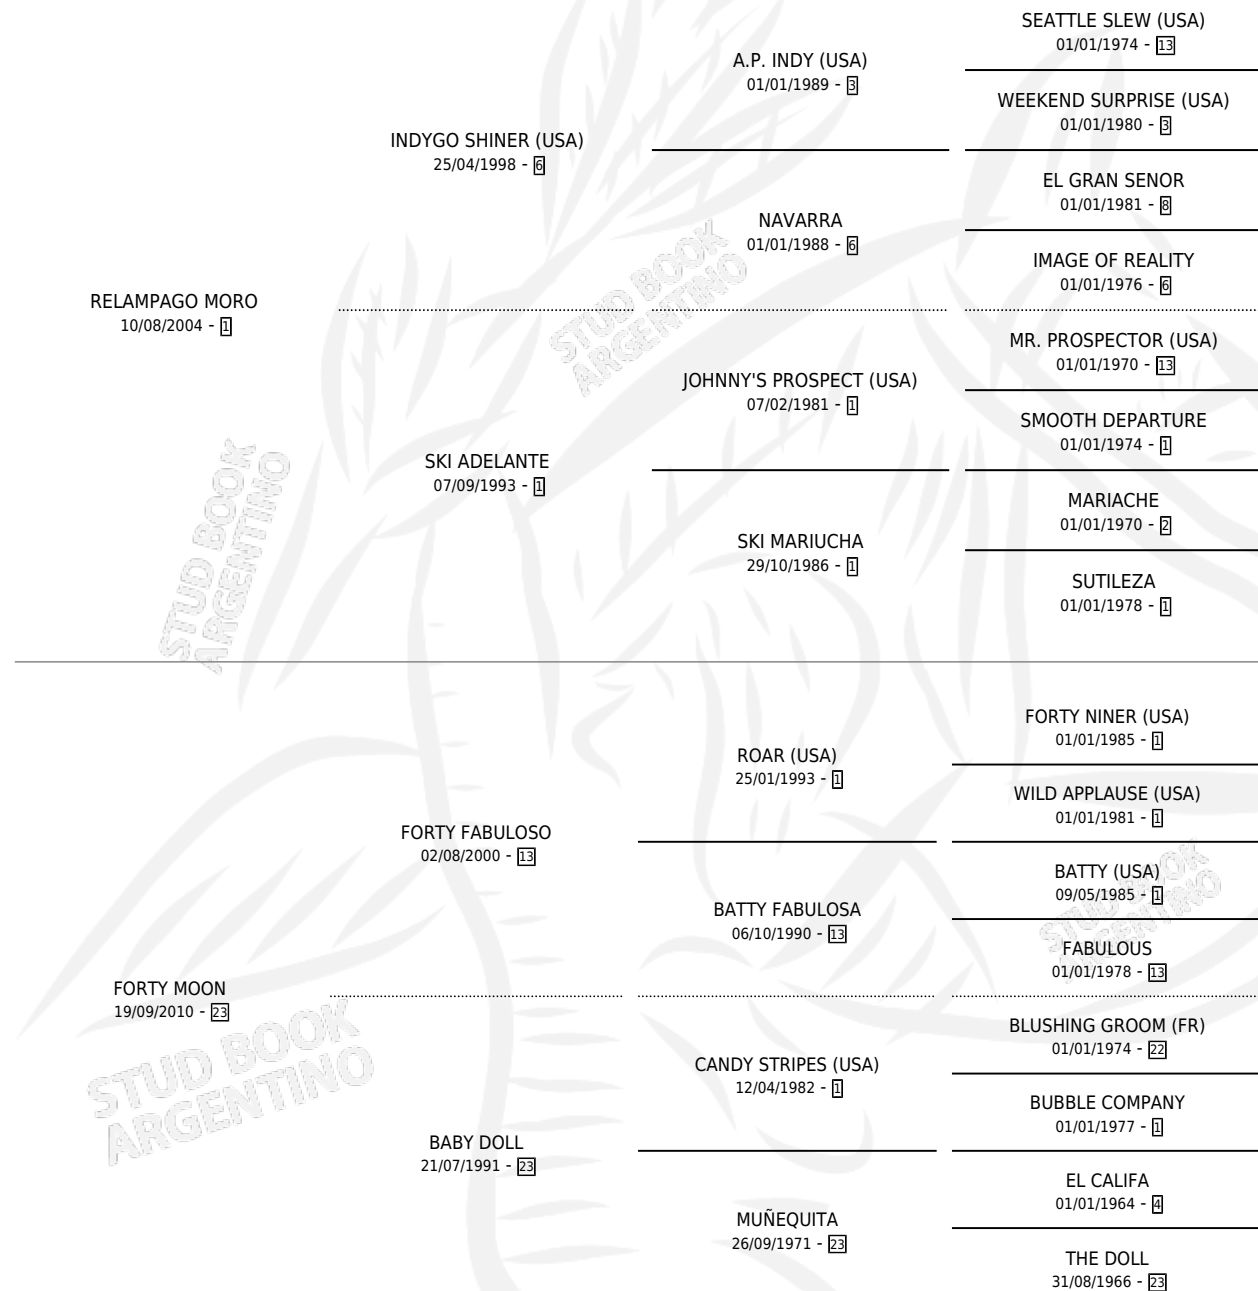 SEATTLE SLEW (USA)
01/01/1974 - 13
A.P. INDY (USA)
01/01/1989 - 3
WEEKEND SURPRISE (USA)
01/01/1980 - 3
INDYGO SHINER (USA)
25/04/1998 - 6
EL GRAN SENOR
01/01/1981 - 8
NAVARRA
01/01/1988 - 6
IMAGE OF REALITY
01/01/1976 - 6
RELAMPAGO MORO
10/08/2004 - 1
MR. PROSPECTOR (USA)
01/01/1970 - 13
JOHNNY'S PROSPECT (USA)
07/02/1981 - 1
SMOOTH DEPARTURE
01/01/1974 - 1
SKI ADELANTE
07/09/1993 - 1
MARIACHE
01/01/1970 - 2
SKI MARIUCHA
29/10/1986 - 1
SUTILEZA
01/01/1978 - 1
FORTY NINER (USA)
01/01/1985 - 1
ROAR (USA)
25/01/1993 - 1
WILD APPLAUSE (USA)
01/01/1981 - 1
FORTY FABULOSO
02/08/2000 - 13
BATTY (USA)
09/05/1985 - 1
BATTY FABULOSA
06/10/1990 - 13
FABULOUS
01/01/1978 - 13
FORTY MOON
19/09/2010 - 23
BLUSHING GROOM (FR)
01/01/1974 - 22
CANDY STRIPES (USA)
12/04/1982 - 1
BUBBLE COMPANY
01/01/1977 - 1
BABY DOLL
21/07/1991 - 23
EL CALIFA
01/01/1964 - 4
MUÑEQUITA
26/09/1971 - 23
THE DOLL
31/08/1966 - 23
STUD BOOK
ARGENTINO
STUD BOOK
ARGENTINO
STUD BOOK
ARGENTINO
STUD BOOK
ARGENTINO